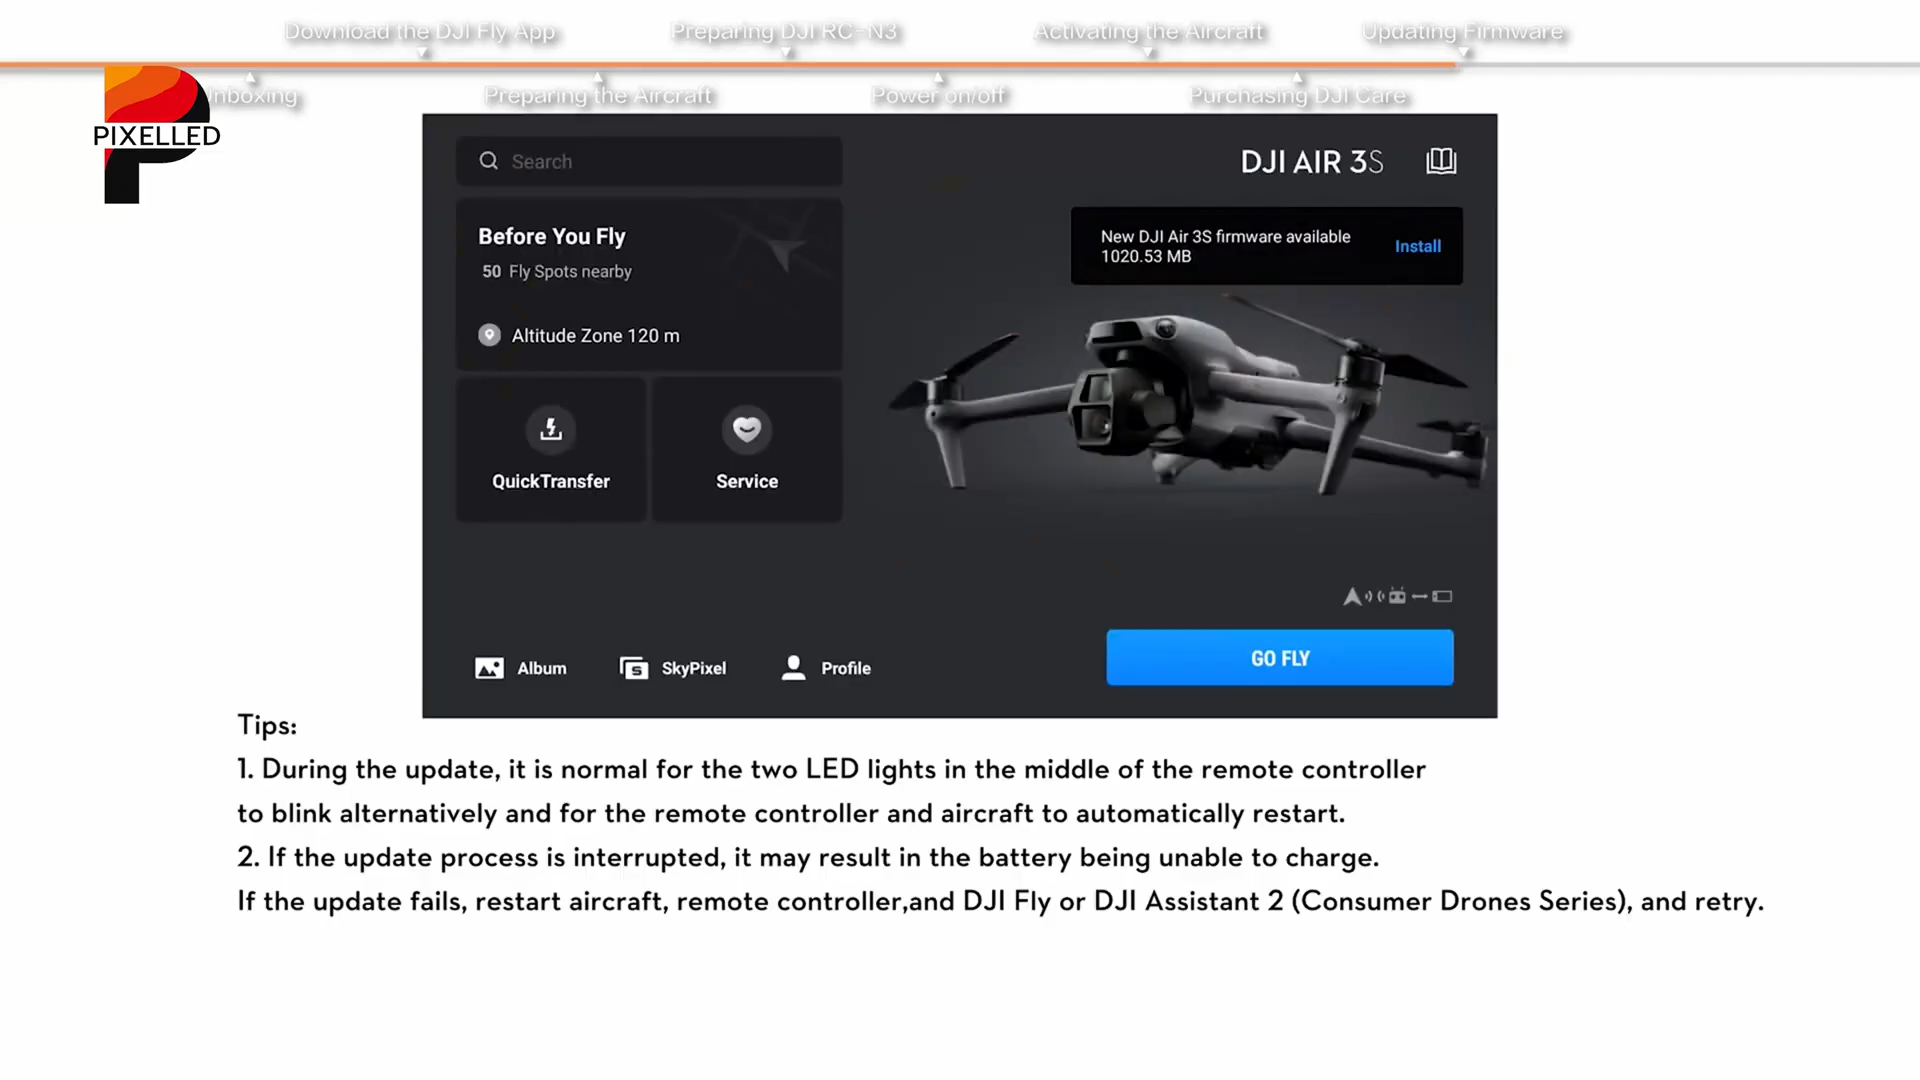 Download the DJI Fly App
Preparing DJI RC-N3
Activating the Aircraft
Updating Firmware
Unboxing
Preparing the Aircraft
Power on/off
Purchasing DJI Care
PIXELLED
Search
DJI AIR 3S
Before You Fly
50 Fly Spots nearby
Altitude Zone 120 m
New DJI Air 3S firmware available
1020.53 MB
Install
QuickTransfer
Service
Album
SkyPixel
Profile
GO FLY
Tips:
1. During the update, it is normal for the two LED lights in the middle of the remote controller
to blink alternatively and for the remote controller and aircraft to automatically restart.
2. If the update process is interrupted, it may result in the battery being unable to charge.
If the update fails, restart aircraft, remote controller,and DJI Fly or DJI Assistant 2 (Consumer Drones Series), and retry.